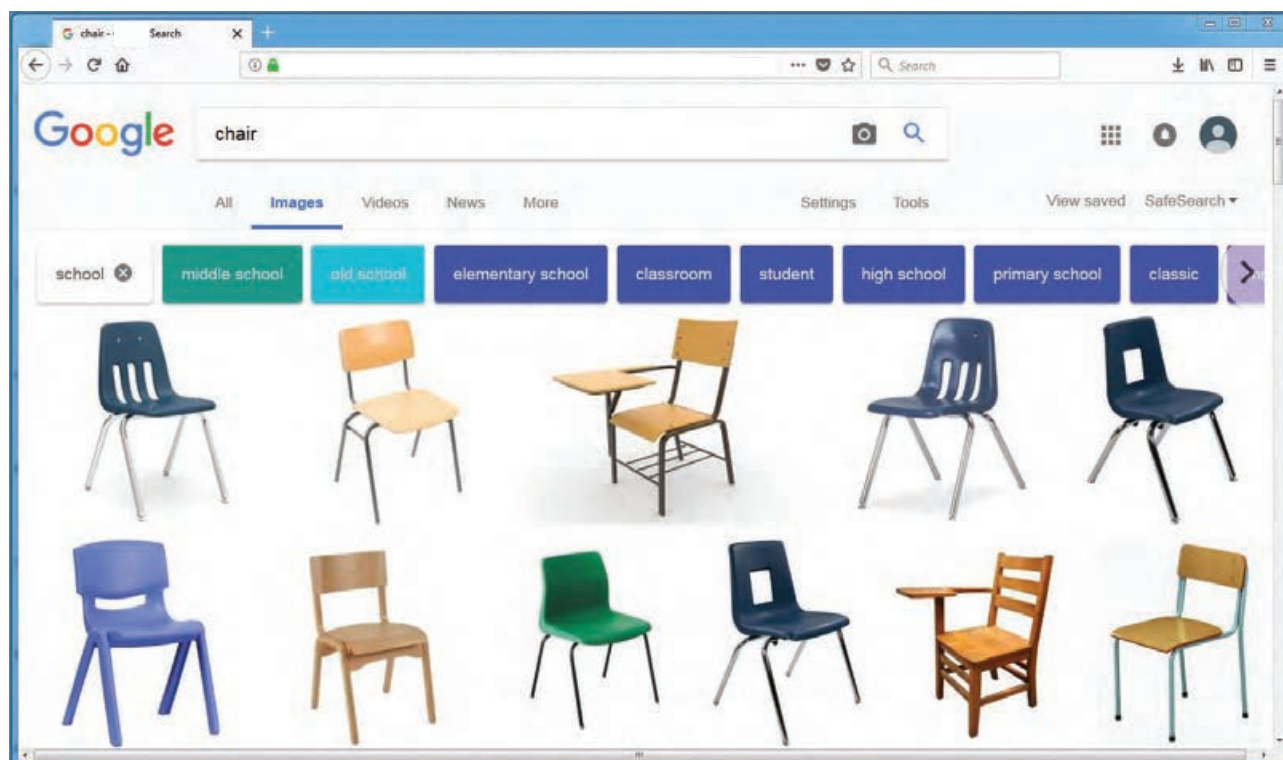 chair - Search
Search
Google
chair
All Images Videos News More Settings Tools View saved SafeSearch
school middle school old school elementary school classroom student high school primary school classic